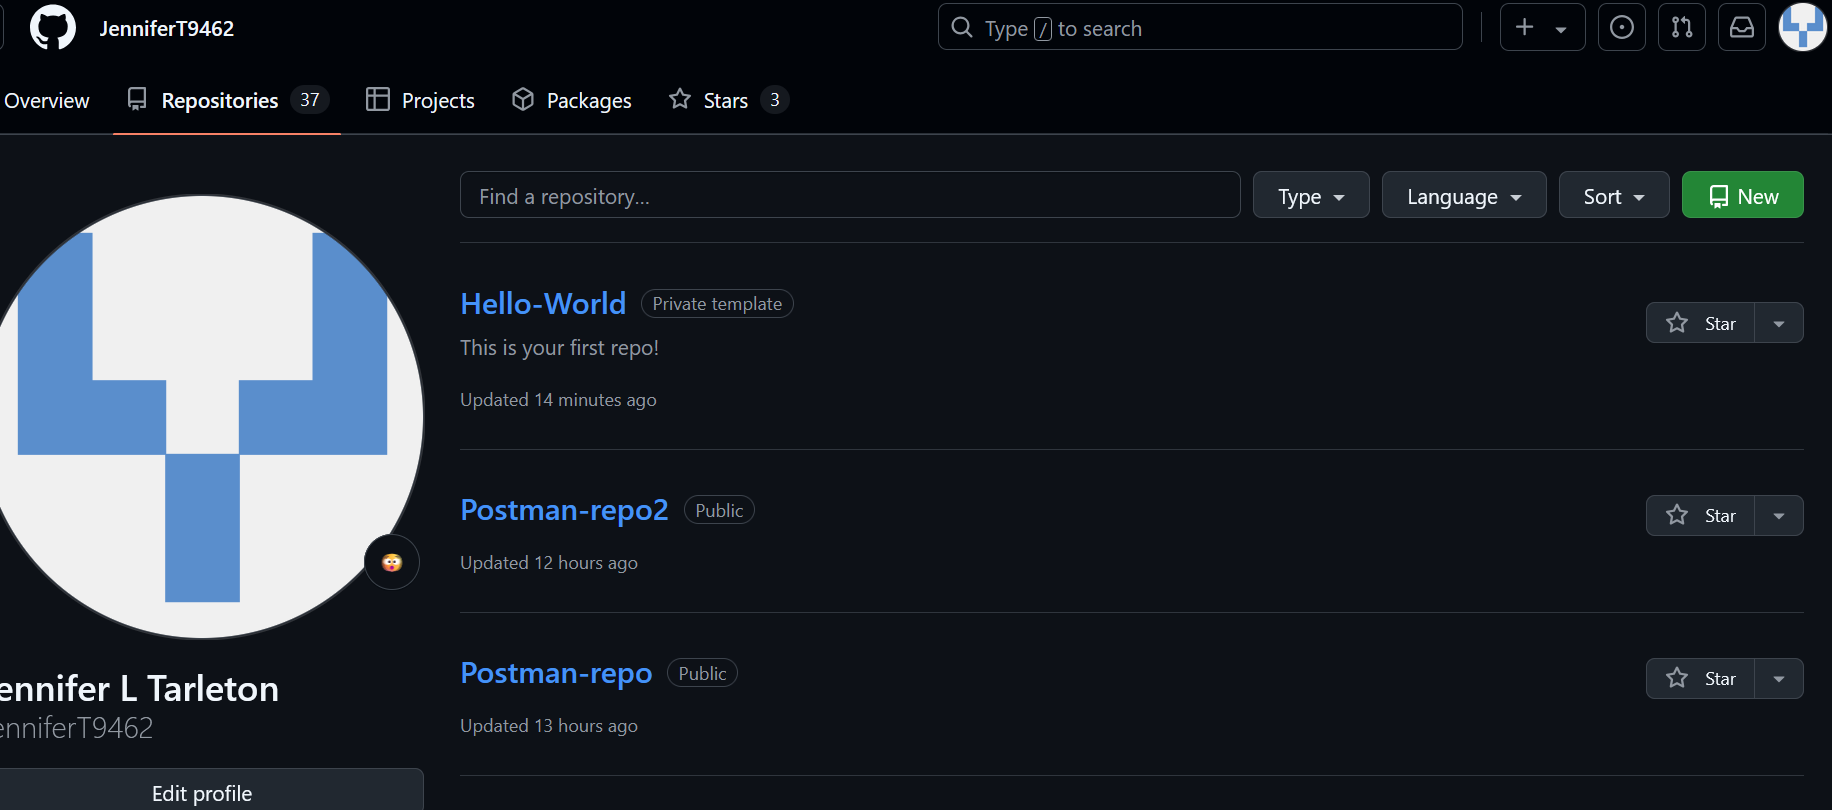 JenniferT9462
Type / to search
Overview
Repositories 37
Projects
Packages
Stars 3
Find a repository...
Type
Language
Sort
New
Hello-World Private template
This is your first repo!
Updated 14 minutes ago
Star
Postman-repo2 Public
Updated 12 hours ago
Star
Postman-repo Public
Updated 13 hours ago
Star
ennifer L Tarleton
enniferT9462
Edit profile